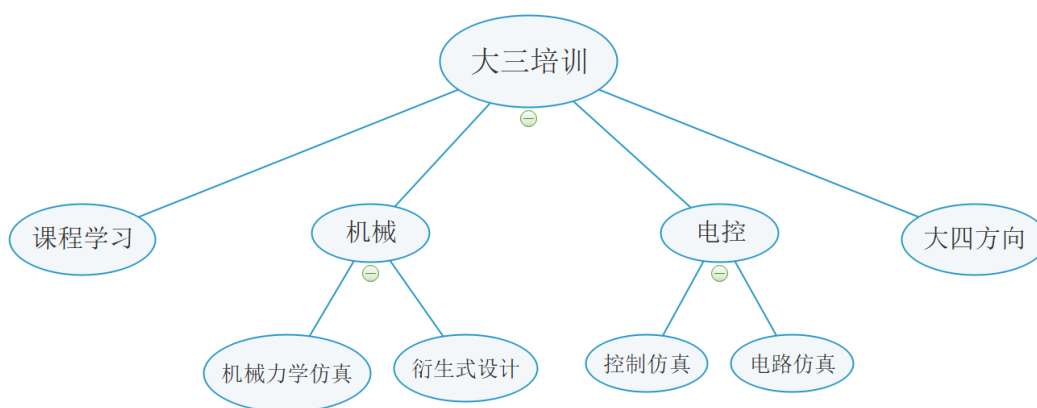 大三培训
课程学习
机械
电控
大四方向
机械力学仿真
衍生式设计
控制仿真
电路仿真